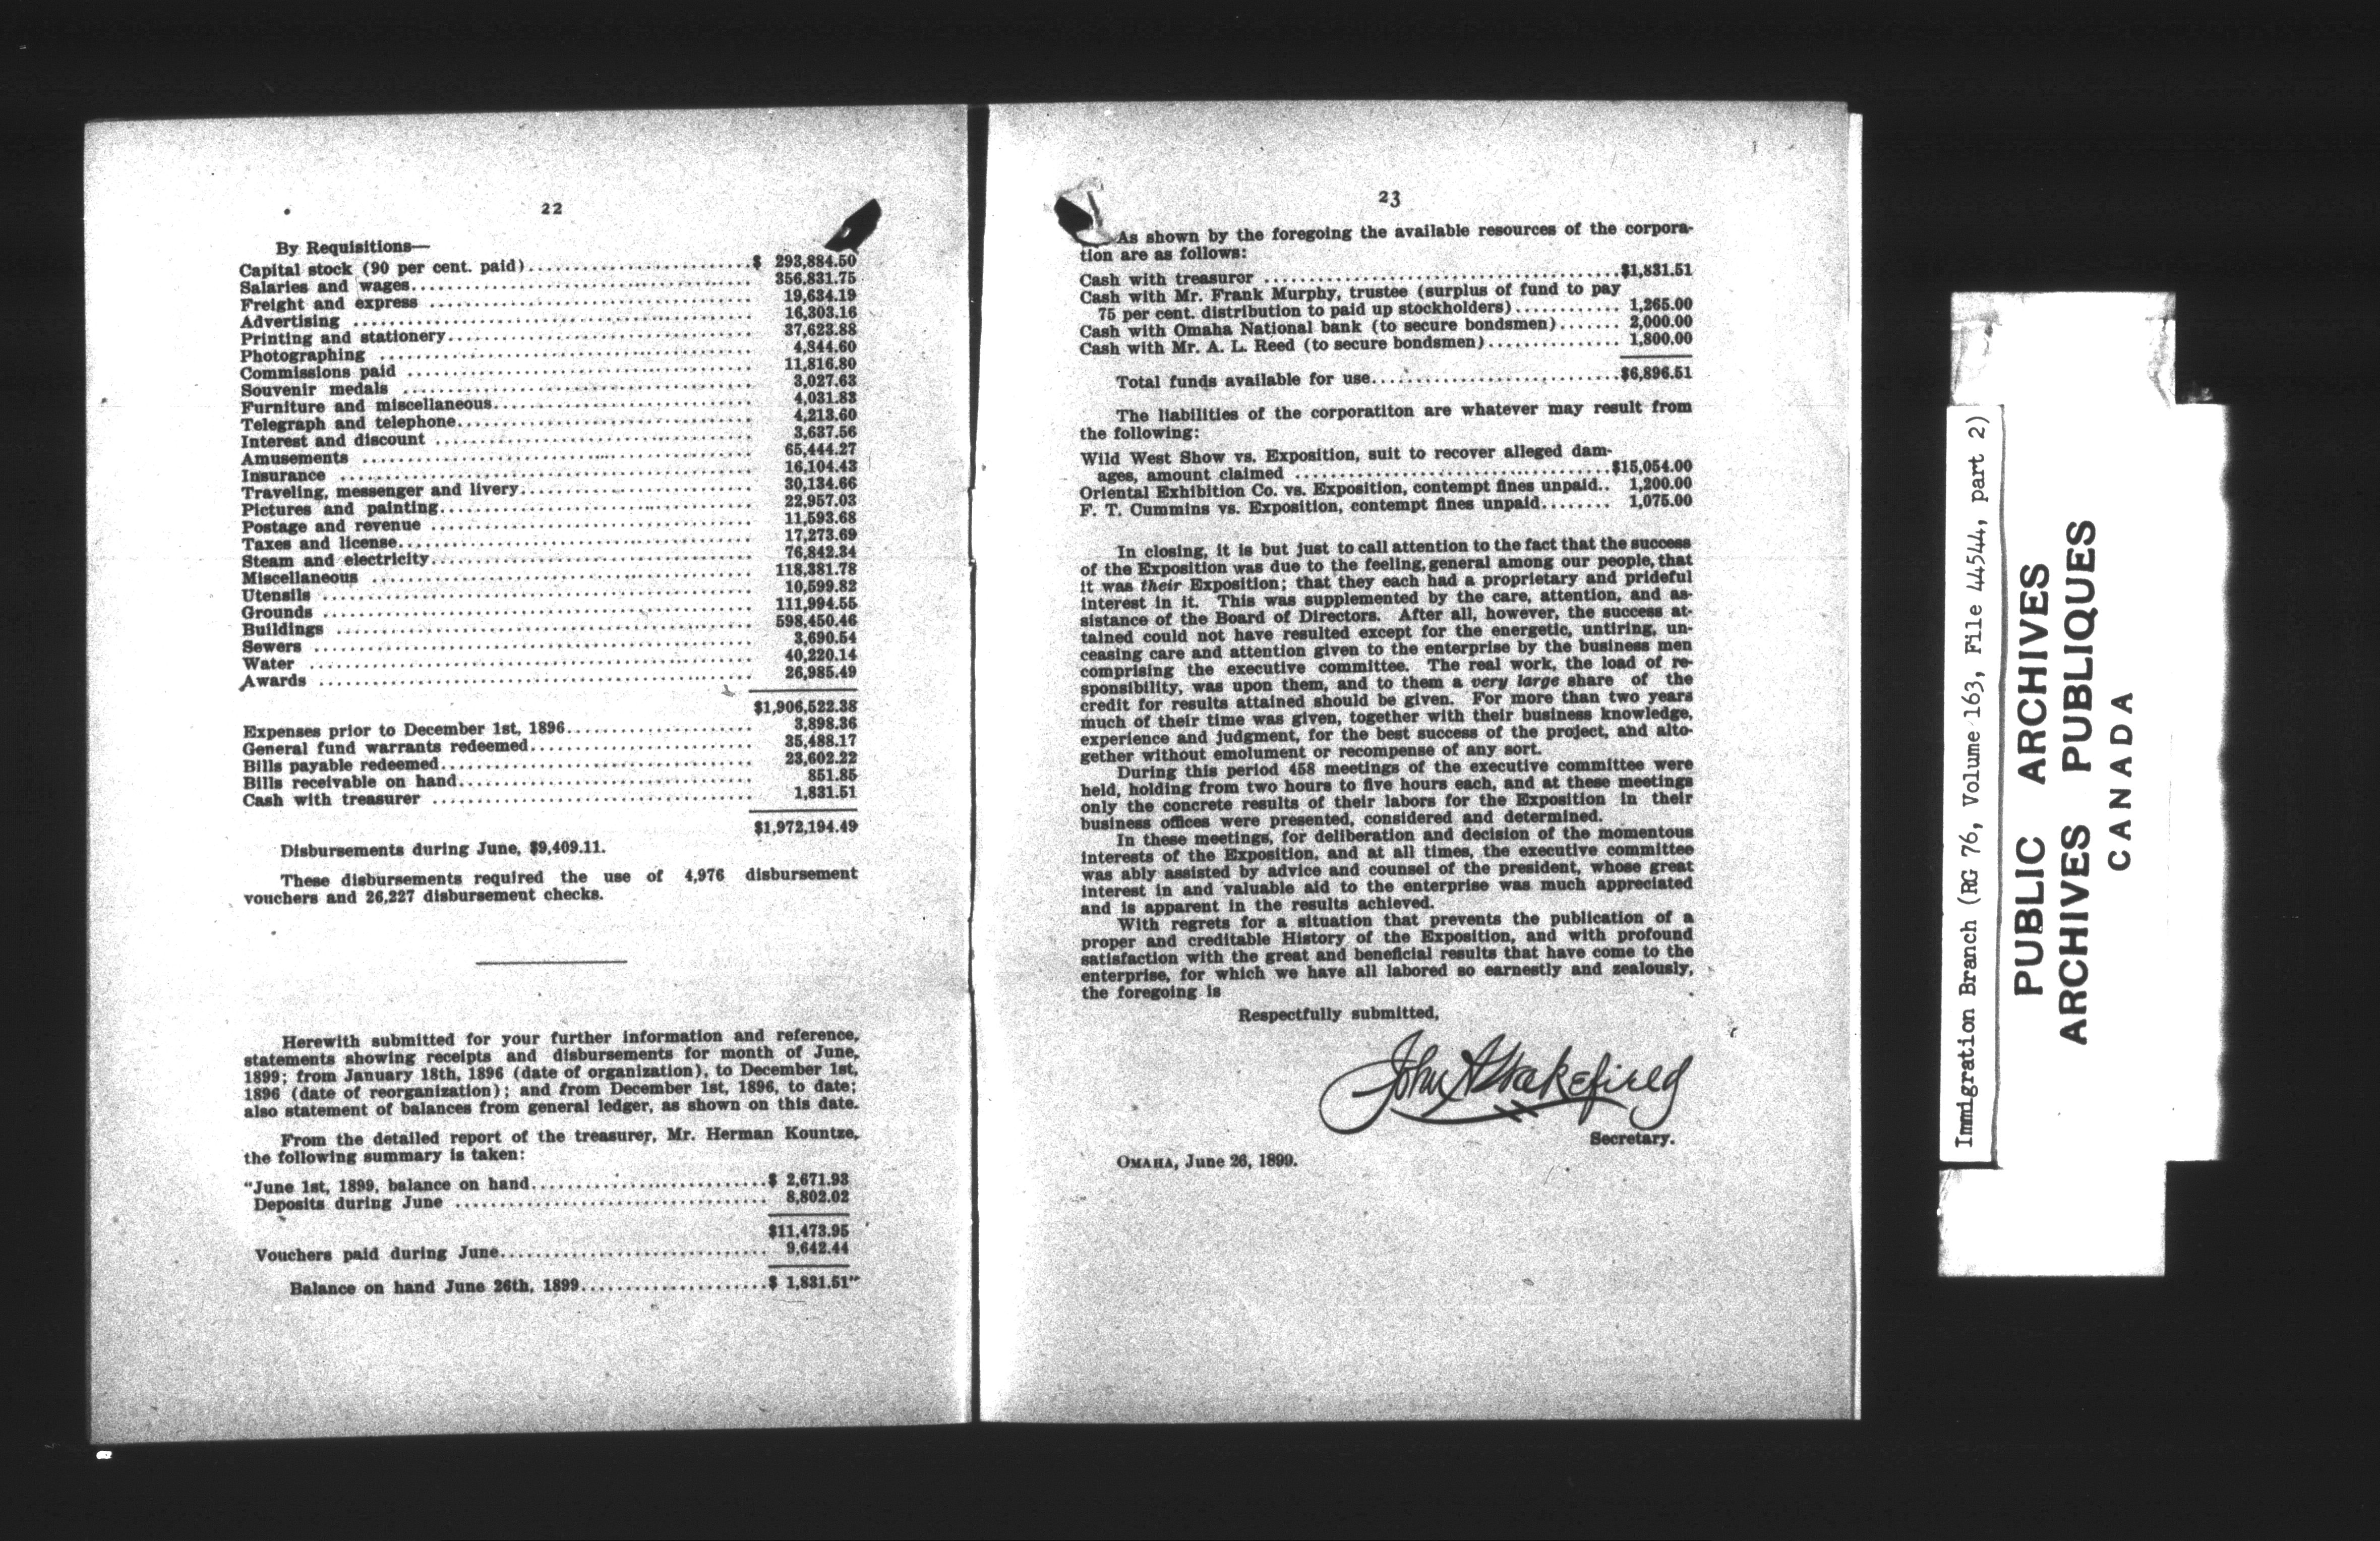 22
By Requisitions—
Capital stock (90 per cent. paid)..........................$ 293,884.50
Salaries and wages.......................................... 356,831.75
Freight and express ........................................ 19,634.19
Advertising ................................................ 16,303.16
Printing and stationery..................................... 37,623.88
Photographing .............................................. 4,844.60
Commissions paid ........................................... 11,816.80
Souvenir medals ............................................ 3,027.63
Furniture and miscellaneous................................. 4,031.83
Telegraph and telephone..................................... 4,213.60
Interest and discount ...................................... 3,637.56
Amusements ................................................. 65,444.27
Insurance .................................................. 16,104.43
Traveling, messenger and livery............................. 30,134.66
Pictures and painting....................................... 22,957.03
Postage and revenue ........................................ 11,593.68
Taxes and license........................................... 17,273.69
Steam and electricity....................................... 76,842.34
Miscellaneous .............................................. 118,381.78
Utensils ................................................... 10,599.82
Grounds .................................................... 111,994.55
Buildings .................................................. 598,450.46
Sewers ..................................................... 3,690.54
Water ...................................................... 40,220.14
Awards ..................................................... 26,985.49
$1,906,522.38
Expenses prior to December 1st, 1896........................ 3,898.36
General fund warrants redeemed.............................. 35,488.17
Bills payable redeemed...................................... 23,602.22
Bills receivable on hand.................................... 851.85
Cash with treasurer ........................................ 1,831.51
$1,972,194.49
Disbursements during June, $9,409.11.
These disbursements required the use of 4,976 disbursement
vouchers and 26,227 disbursement checks.
Herewith submitted for your further information and reference,
statements showing receipts and disbursements for month of June,
1899; from January 18th, 1896 (date of organization), to December 1st,
1896 (date of reorganization); and from December 1st, 1896, to date;
also statement of balances from general ledger, as shown on this date.
From the detailed report of the treasurer, Mr. Herman Kountze,
the following summary is taken:
“June 1st, 1899, balance on hand...........................$ 2,671.93
Deposits during June ....................................... 8,802.02
$11,473.95
Vouchers paid during June................................... 9,642.44
Balance on hand June 26th, 1899.....................$ 1,831.51”
23
As shown by the foregoing the available resources of the corpora-
tion are as follows:
Cash with treasuror ........................................$1,831.51
Cash with Mr. Frank Murphy, trustee (surplus of fund to pay
75 per cent. distribution to paid up stockholders)............ 1,265.00
Cash with Omaha National bank (to secure bondsmen)....... 2,000.00
Cash with Mr. A. L. Reed (to secure bondsmen)............... 1,800.00
Total funds available for use............................$6,896.51
The liabilities of the corporatiton are whatever may result from
the following:
Wild West Show vs. Exposition, suit to recover alleged dam-
ages, amount claimed ....................................$15,054.00
Oriental Exhibition Co. vs. Exposition, contempt fines unpaid.. 1,200.00
F. T. Cummins vs. Exposition, contempt fines unpaid........ 1,075.00
In closing, it is but just to call attention to the fact that the success
of the Exposition was due to the feeling, general among our people, that
it was their Exposition; that they each had a proprietary and prideful
interest in it. This was supplemented by the care, attention, and as-
sistance of the Board of Directors. After all, however, the success at-
tained could not have resulted except for the energetic, untiring, un-
ceasing care and attention given to the enterprise by the business men
comprising the executive committee. The real work, the load of re-
sponsibility, was upon them, and to them a very large share of the
credit for results attained should be given. For more than two years
much of their time was given, together with their business knowledge,
experience and judgment, for the best success of the project, and alto-
gether without emolument or recompense of any sort.
During this period 458 meetings of the executive committee were
held, holding from two hours to five hours each, and at these meetings
only the concrete results of their labors for the Exposition in their
business offices were presented, considered and determined.
In these meetings, for deliberation and decision of the momentous
interests of the Exposition, and at all times, the executive committee
was ably assisted by advice and counsel of the president, whose great
interest in and valuable aid to the enterprise was much appreciated
and is apparent in the results achieved.
With regrets for a situation that prevents the publication of a
proper and creditable History of the Exposition, and with profound
satisfaction with the great and beneficial results that have come to the
enterprise, for which we have all labored so earnestly and zealously,
the foregoing is
Respectfully submitted,
John A Wakefield
Secretary.
OMAHA, June 26, 1899.
Immigration Branch (RG 76, Volume 163, File 44544, part 2)
PUBLIC ARCHIVES
ARCHIVES PUBLIQUES
CANADA